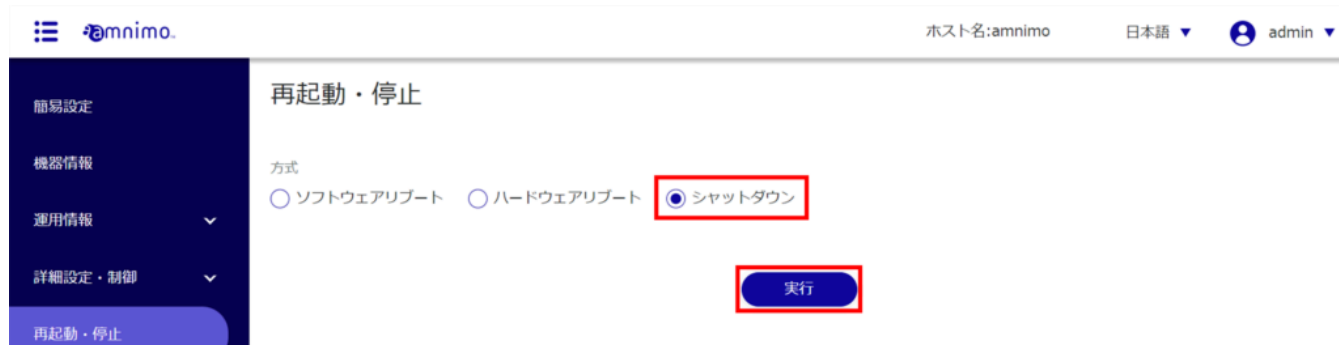 amnimo
ホスト名:amnimo
日本語 ▼
admin ▼
簡易設定
機器情報
運用情報
詳細設定・制御
再起動・停止
再起動・停止
方式
ソフトウェアリブート
ハードウェアリブート
シャットダウン
実行